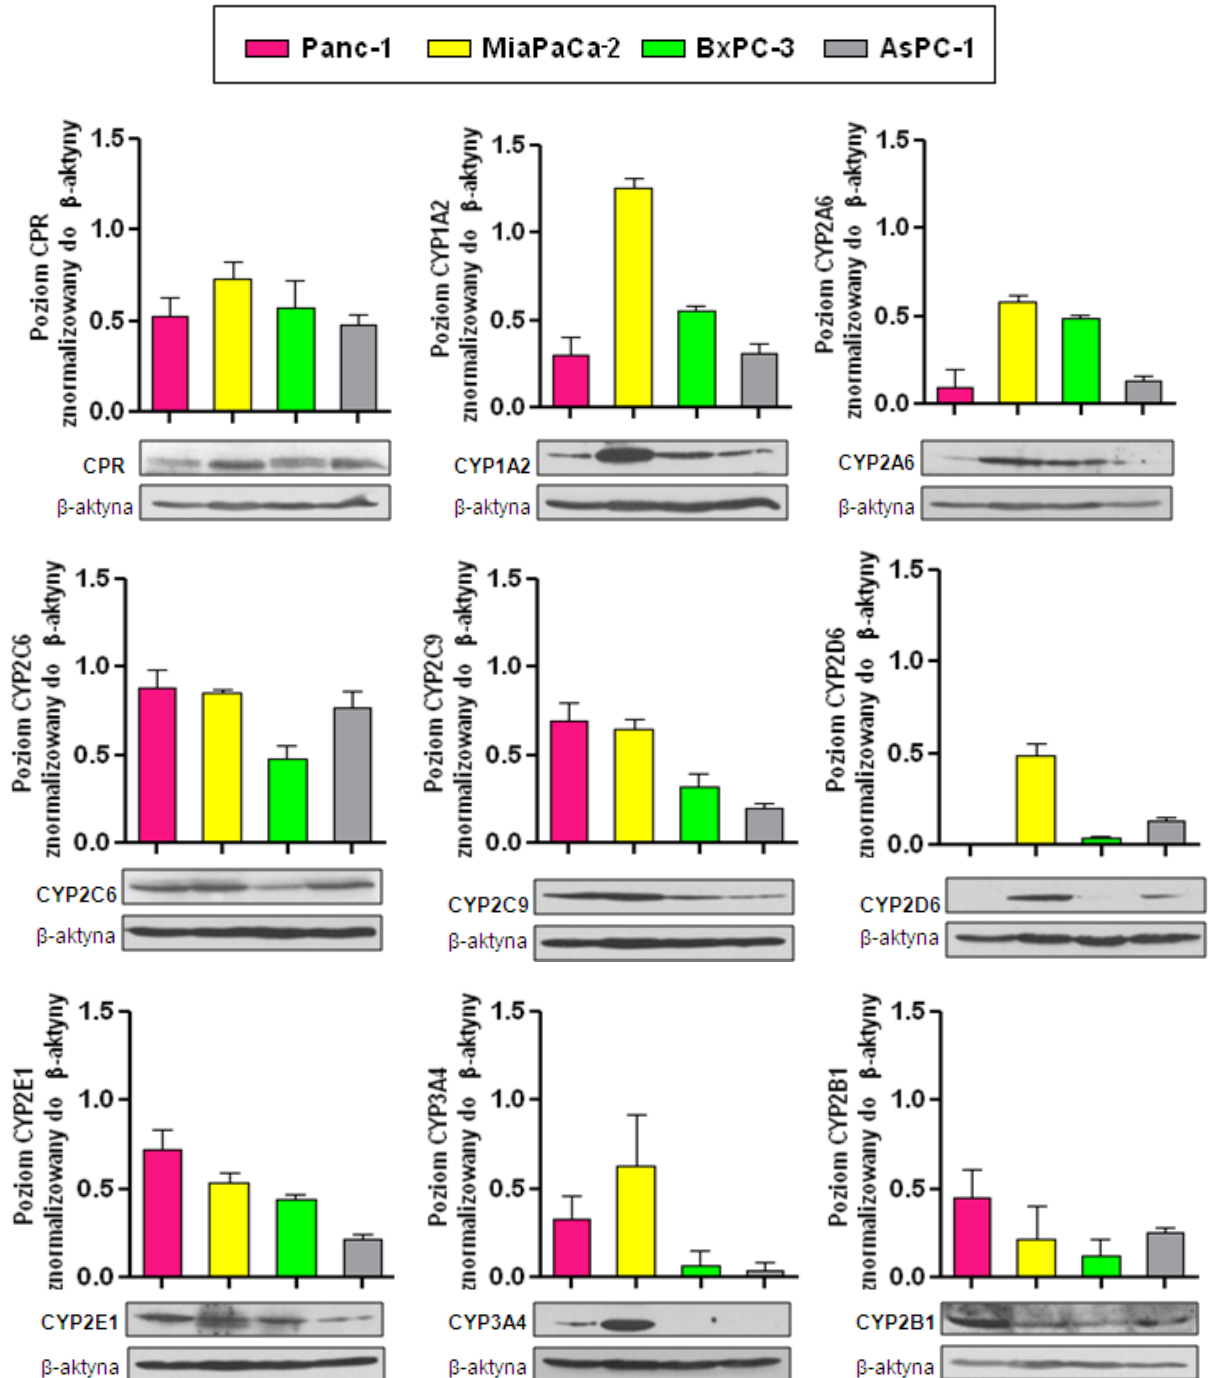 Panc-1 MiaPaCa-2 BxPC-3 AsPC-1
Poziom CPR
znormalizowany do β-aktyny
1.5
1.0
0.5
0.0
CPR
β-aktyna
Poziom CYP1A2
znormalizowany do β-aktyny
1.5
1.0
0.5
0.0
CYP1A2
β-aktyna
Poziom CYP2A6
znormalizowany do β-aktyny
1.5
1.0
0.5
0.0
CYP2A6
β-aktyna
Poziom CYP2C6
znormalizowany do β-aktyny
1.5
1.0
0.5
0.0
CYP2C6
β-aktyna
Poziom CYP2C9
znormalizowany do β-aktyny
1.5
1.0
0.5
0.0
CYP2C9
β-aktyna
Poziom CYP2D6
znormalizowany do β-aktyny
1.5
1.0
0.5
0.0
CYP2D6
β-aktyna
Poziom CYP2E1
znormalizowany do β-aktyny
1.5
1.0
0.5
0.0
CYP2E1
β-aktyna
Poziom CYP3A4
znormalizowany do β-aktyny
1.5
1.0
0.5
0.0
CYP3A4
β-aktyna
Poziom CYP2B1
znormalizowany do β-aktyny
1.5
1.0
0.5
0.0
CYP2B1
β-aktyna